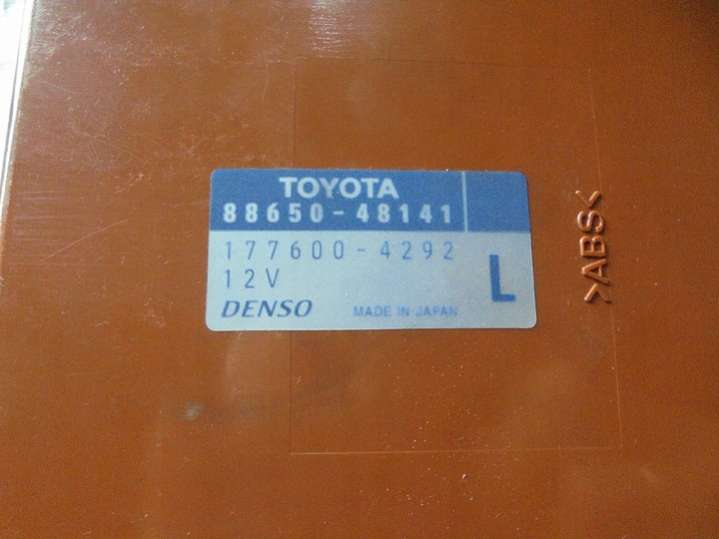 TOYOTA
88650-48141
177600-4292
12V
L
DENSO
MADE IN JAPAN
>ABS<